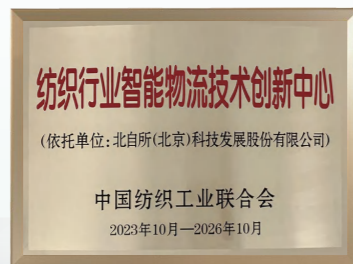 纺织行业智能物流技术创新中心
(依托单位:北自所(北京)科技发展股份有限公司)
中国纺织工业联合会
2023年10月—2026年10月